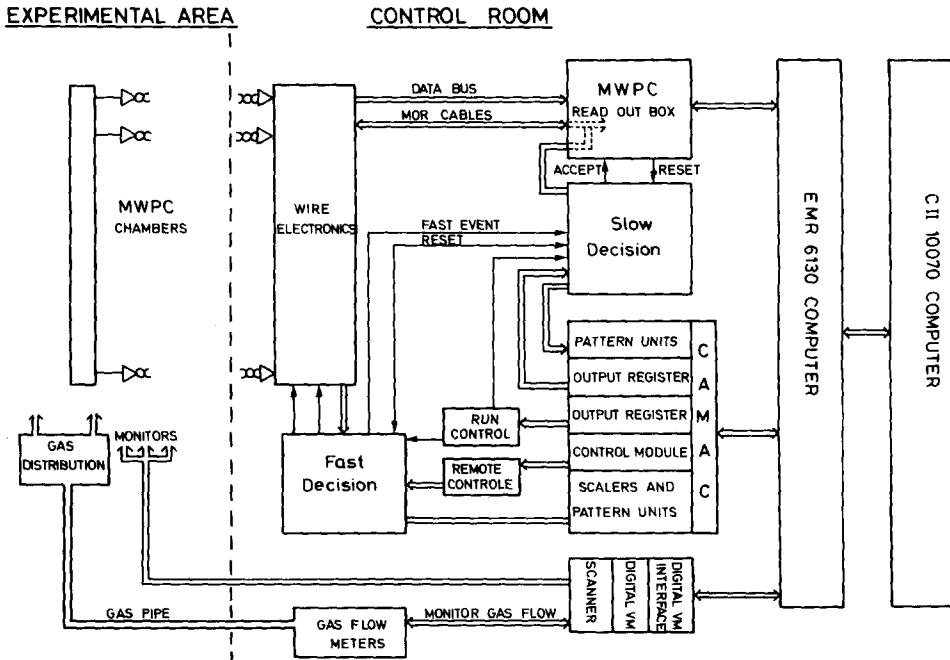 EXPERIMENTAL AREA
CONTROL ROOM
MWPC
CHAMBERS
WIRE
ELECTRONICS
DATA BUS
MOR CABLES
MWPC
READ OUT BOX
ACCEPT
RESET
FAST EVENT
RESET
Slow
Decision
EMR 6130 COMPUTER
CII 10070 COMPUTER
PATTERN UNITS
OUTPUT REGISTER
OUTPUT REGISTER
CONTROL MODULE
SCALERS AND
PATTERN UNITS
CAMAC
RUN
CONTROL
REMOTE
CONTROLE
Fast
Decision
GAS
DISTRIBUTION
MONITORS
SCANNER
DIGITAL VM
DIGITAL VM
INTERFACE
GAS PIPE
GAS FLOW
METERS
MONITOR GAS FLOW